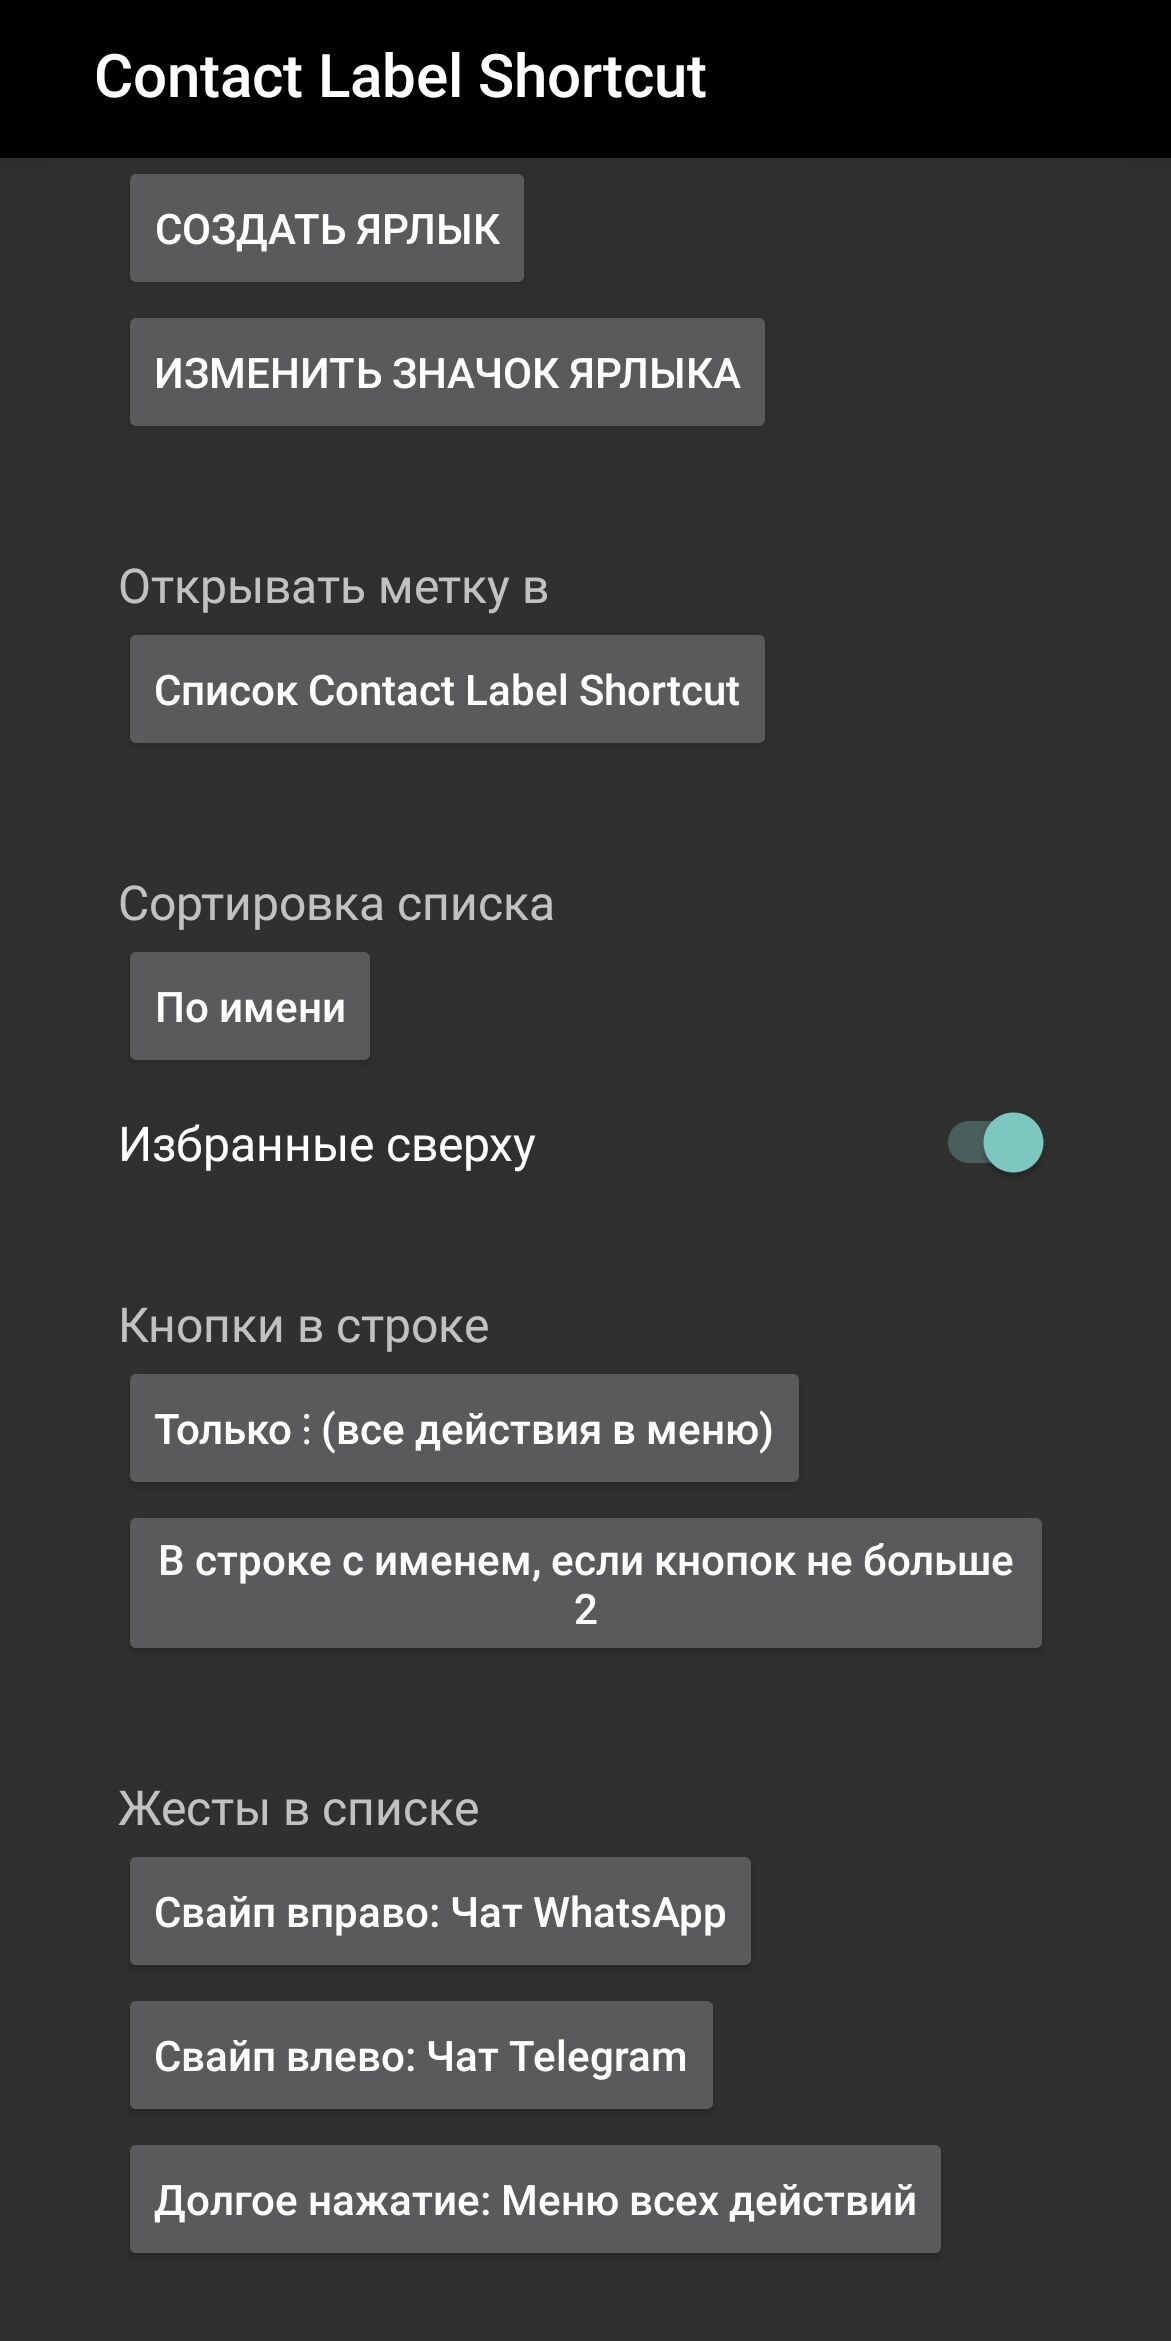 Contact Label Shortcut
СОЗДАТЬ ЯРЛЫК
ИЗМЕНИТЬ ЗНАЧОК ЯРЛЫКА
Открывать метку в
Список Contact Label Shortcut
Сортировка списка
По имени
Избранные сверху
Кнопки в строке
Только ⋮ (все действия в меню)
В строке с именем, если кнопок не больше
2
Жесты в списке
Свайп вправо: Чат WhatsApp
Свайп влево: Чат Telegram
Долгое нажатие: Меню всех действий